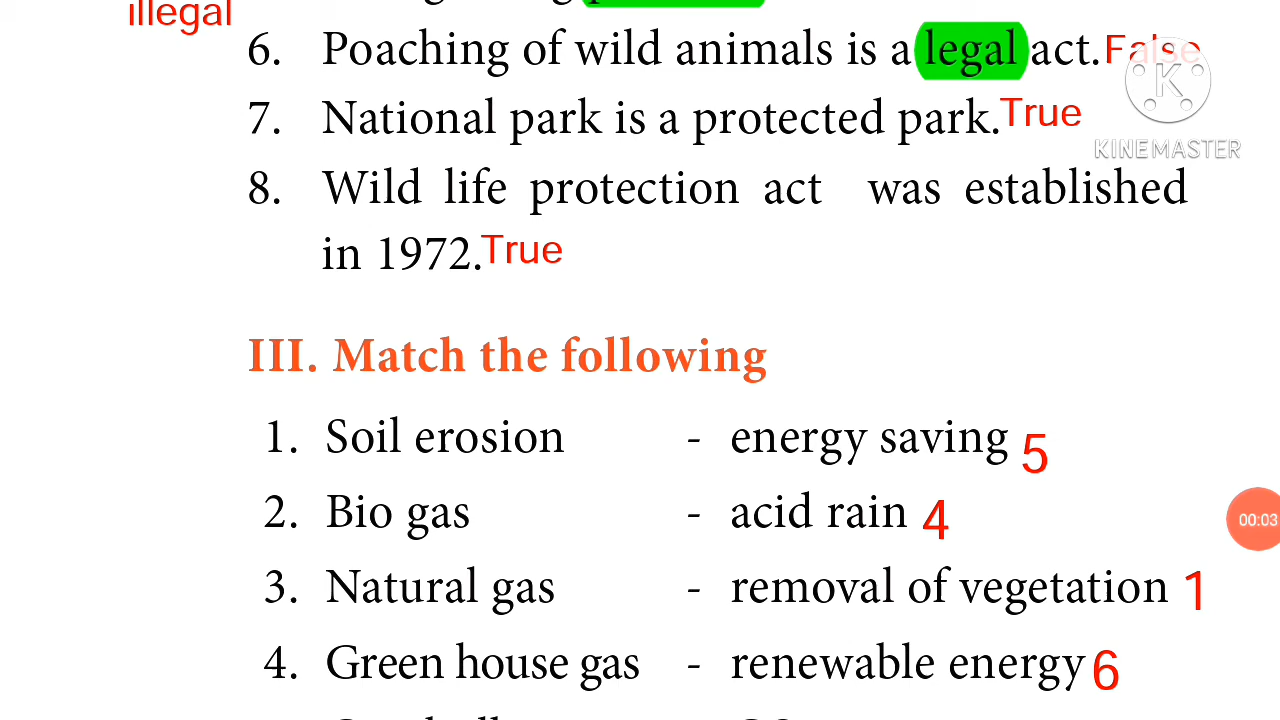 illegal
6. Poaching of wild animals is a legal act. False
7. National park is a protected park. True
KINEMASTER
8. Wild life protection act was established
in 1972. True
III. Match the following
1. Soil erosion - energy saving 5
2. Bio gas - acid rain 4
00:03
3. Natural gas - removal of vegetation 1
4. Green house gas - renewable energy 6